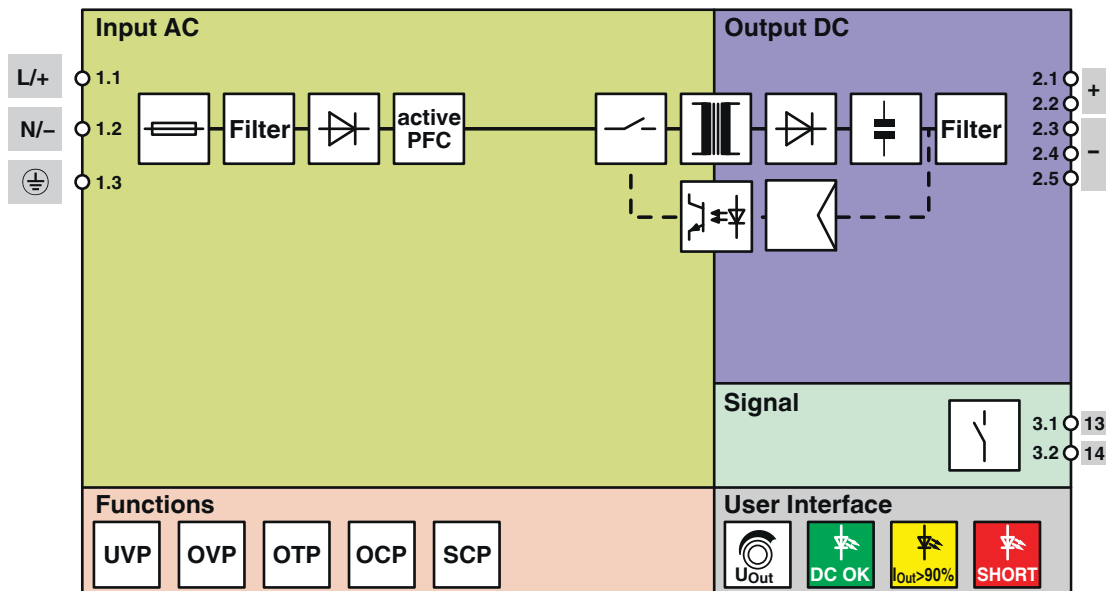 Input AC
Output DC
L/+
1.1
N/–
1.2
1.3
Filter
active
PFC
Filter
2.1
2.2
2.3
2.4
2.5
+
–
Signal
3.1
13
3.2
14
Functions
UVP
OVP
OTP
OCP
SCP
User Interface
UOut
DC OK
IOut>90%
SHORT